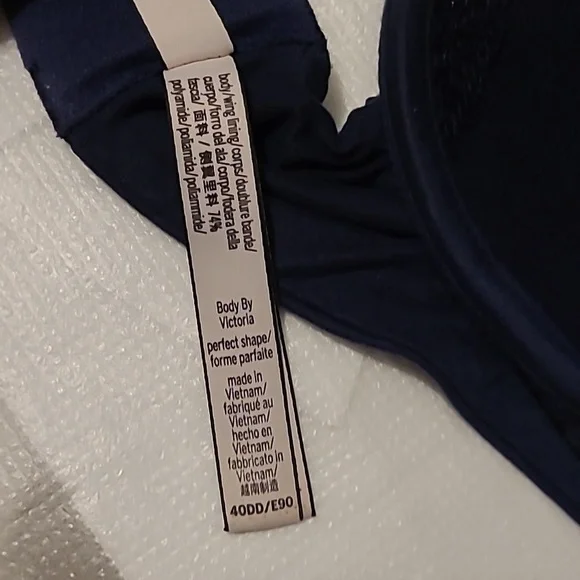 body/wing lining/corps/doublure bande/
cuerpo/forro del ala/corpo/fodera della
fascia/ 面料 / 侧翼里料 74%
polyamide/poliamida/poliammide/
Body By
Victoria
perfect shape/
forme parfaite
made in
Vietnam/
fabriqué au
Vietnam/
hecho en
Vietnam/
fabbricato in
Vietnam/
越南制造
40DD/E90